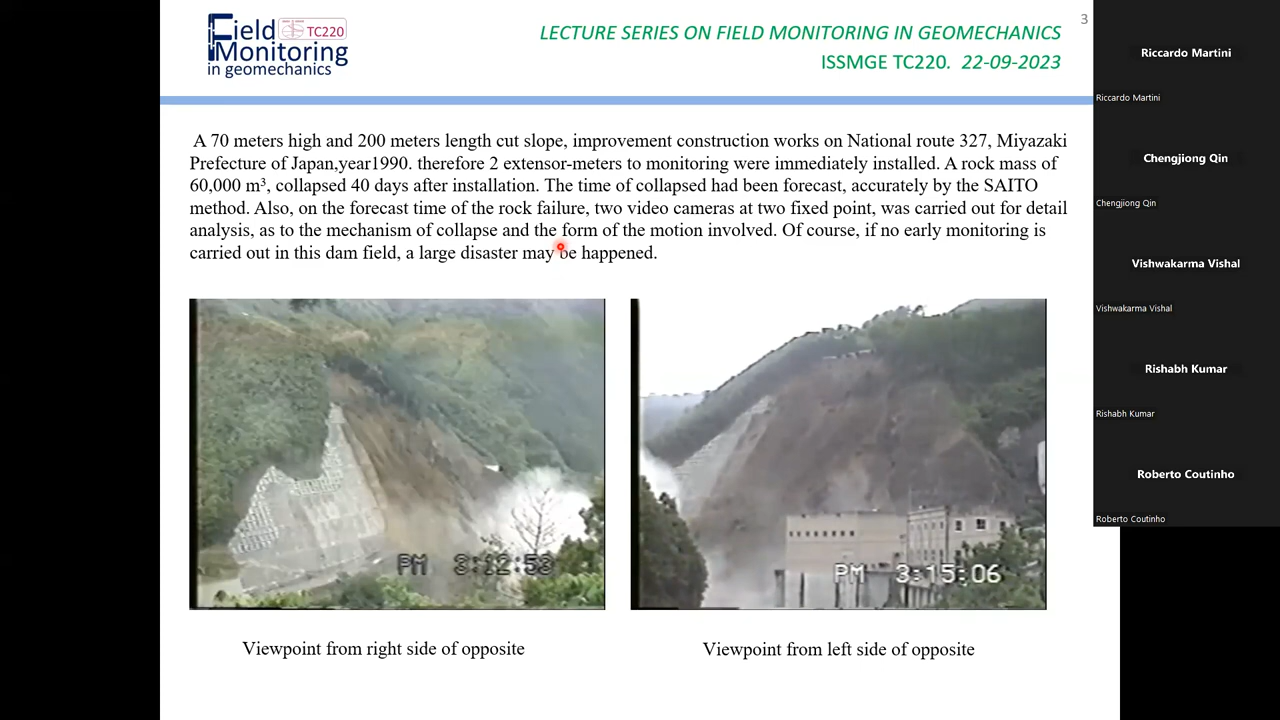 Field TC220
Monitoring
in geomechanics
LECTURE SERIES ON FIELD MONITORING IN GEOMECHANICS
ISSMGE TC220. 22-09-2023
3
A 70 meters high and 200 meters length cut slope, improvement construction works on National route 327, Miyazaki
Prefecture of Japan,year1990. therefore 2 extensor-meters to monitoring were immediately installed. A rock mass of
60,000 m³, collapsed 40 days after installation. The time of collapsed had been forecast, accurately by the SAITO
method. Also, on the forecast time of the rock failure, two video cameras at two fixed point, was carried out for detail
analysis, as to the mechanism of collapse and the form of the motion involved. Of course, if no early monitoring is
carried out in this dam field, a large disaster may be happened.
PM 3:12:53
PM 3:15:06
Viewpoint from right side of opposite
Viewpoint from left side of opposite
Riccardo Martini
Riccardo Martini
Chengjiong Qin
Chengjiong Qin
Vishwakarma Vishal
Vishwakarma Vishal
Rishabh Kumar
Rishabh Kumar
Roberto Coutinho
Roberto Coutinho